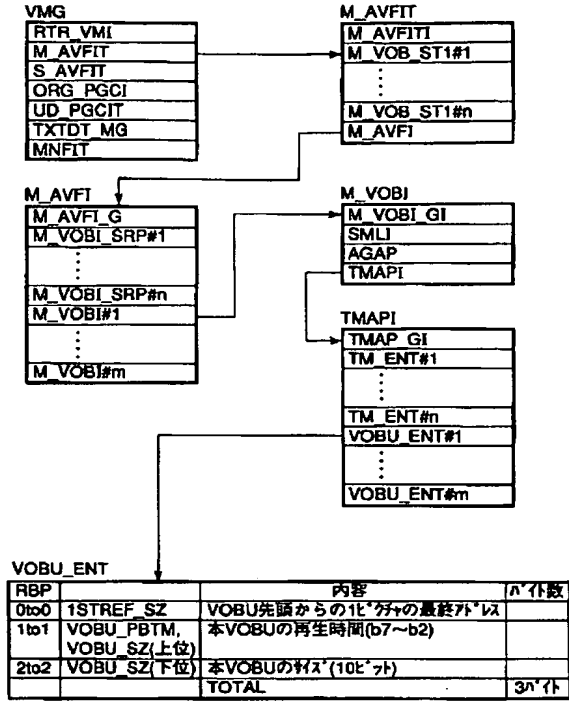 VMG
RTR_VMI
M_AVFIT
S_AVFIT
ORG_PGCI
UD_PGCIT
TXTDT_MG
MNFIT
M_AVFIT
M_AVFITI
M_VOB_ST1#1
M_VOB_ST1#n
M_AVFI
M_AVFI
M_AVFI_G
M_VOBI_SRP#1
M_VOBI_SRP#n
M_VOBI#1
M_VOBI#m
M_VOBI
M_VOBI_GI
SMLI
AGAP
TMAPI
TMAPI
TMAP_GI
TM_ENT#1
TM_ENT#n
VOBU_ENT#1
VOBU_ENT#m
VOBU_ENT
RBP 内容 バイト数
0to0 1STREF_SZ VOBU先頭からの1ピクチャの最終アドレス
1to1 VOBU_PBTM, 本VOBUの再生時間(b7～b2)
VOBU_SZ(上位)
2to2 VOBU_SZ(下位) 本VOBUのサイズ(10ビット)
TOTAL 3バイト